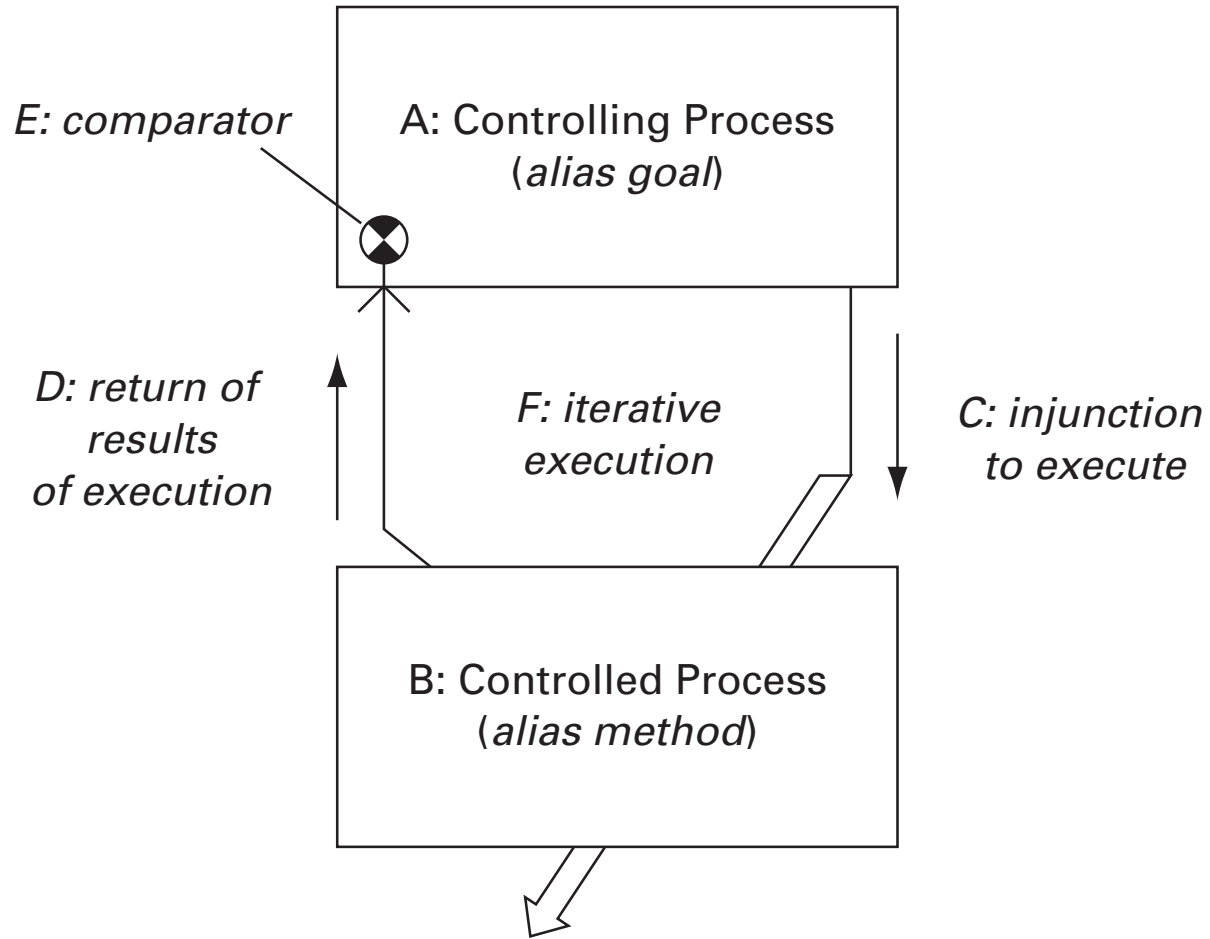 E: comparator
A: Controlling Process
(alias goal)
D: return of
results
of execution
F: iterative
execution
C: injunction
to execute
B: Controlled Process
(alias method)